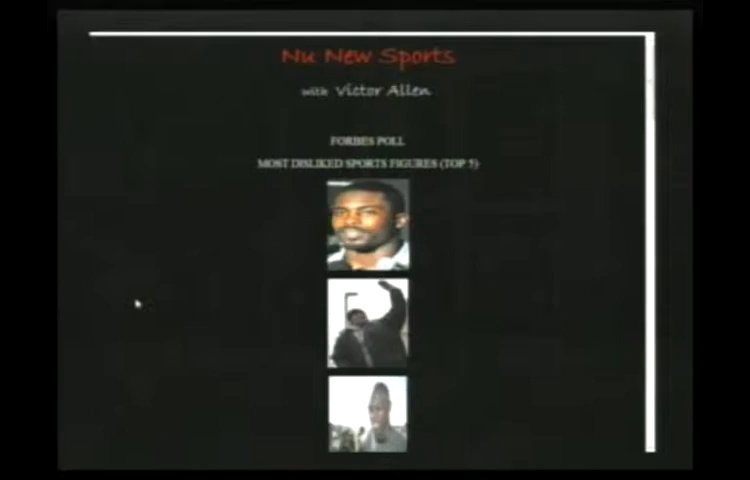 Nu New Sports
with Victor Allen
FORBES POLL
MOST DISLIKED SPORTS FIGURES (TOP 5)